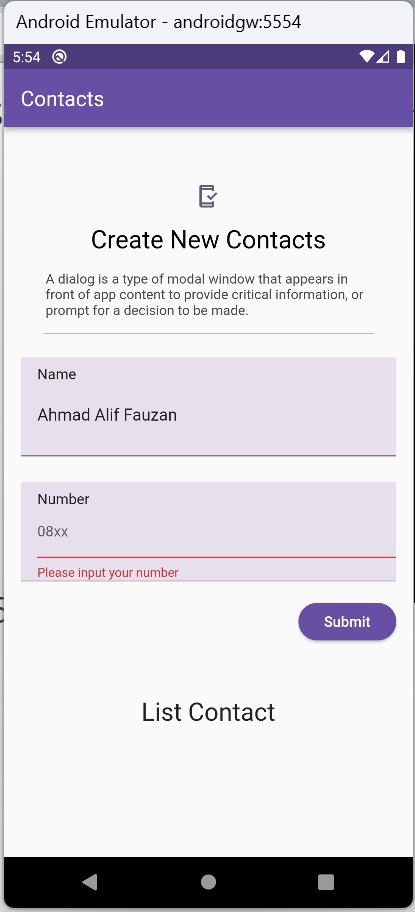 Android Emulator - androidgw:5554
5:54
Contacts
Create New Contacts
A dialog is a type of modal window that appears in
front of app content to provide critical information, or
prompt for a decision to be made.
Name
Ahmad Alif Fauzan
Number
08xx
Please input your number
Submit
List Contact